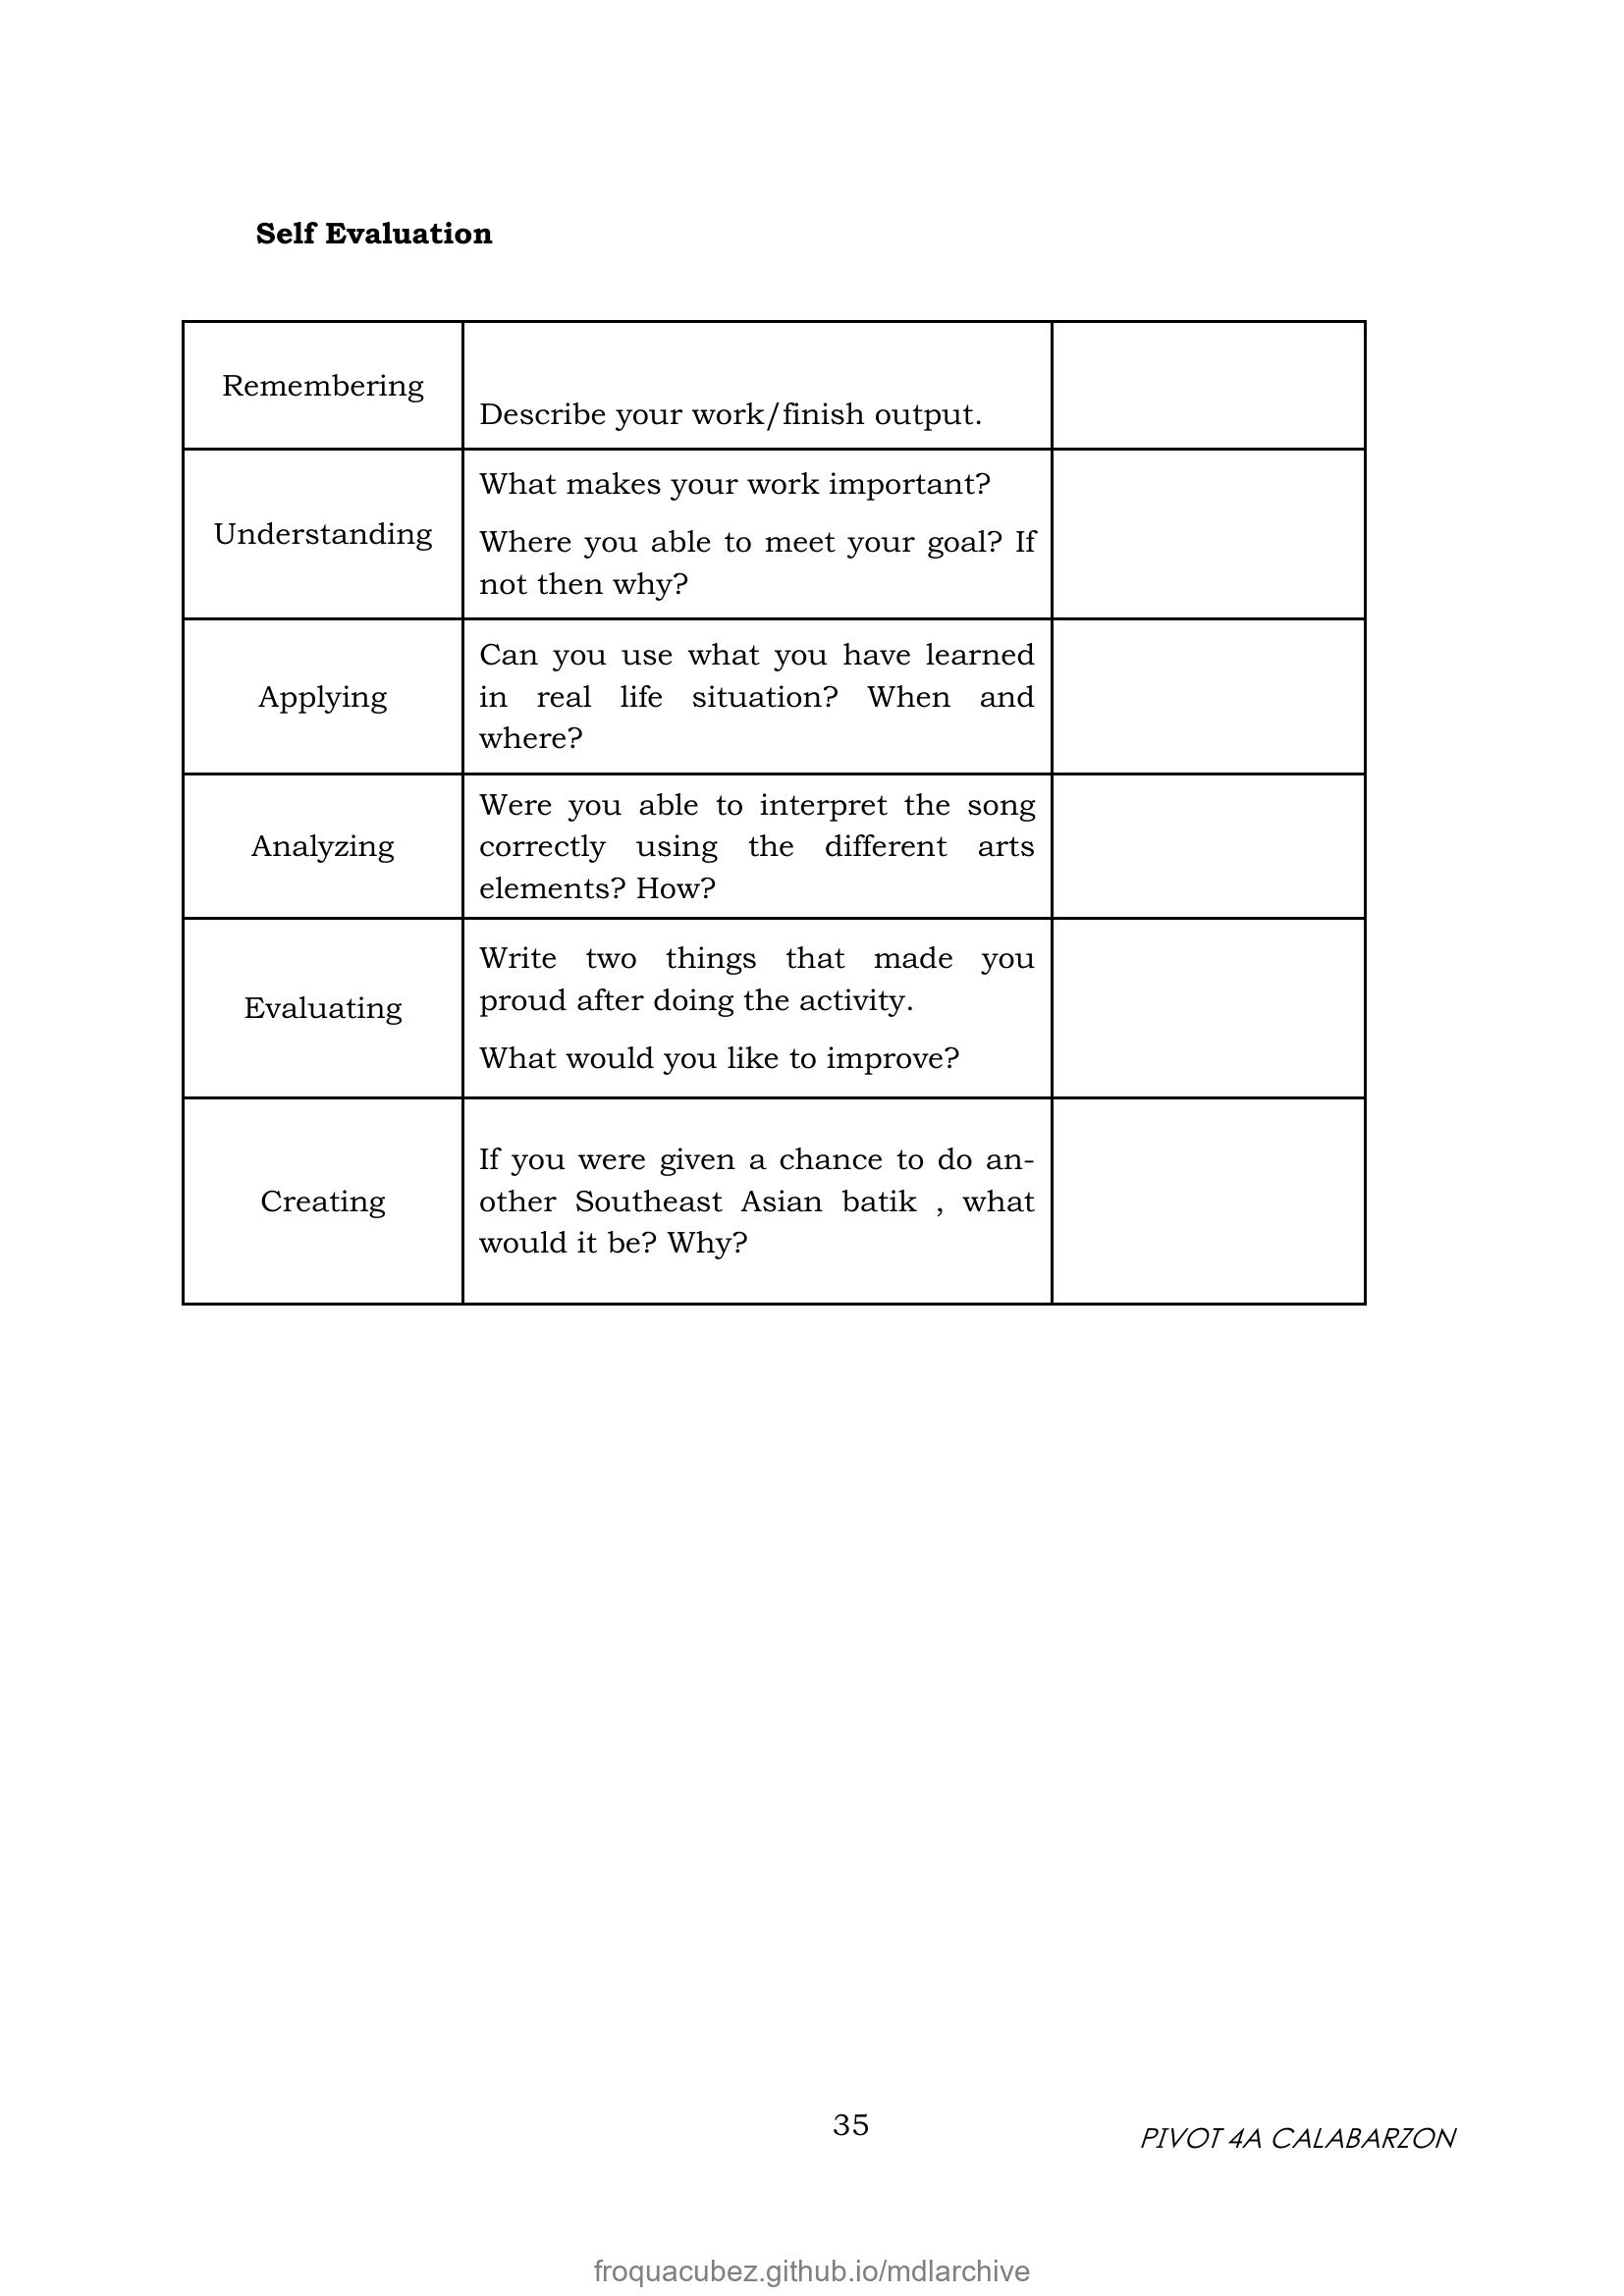 Self Evaluation
Remembering
Describe your work/finish output.
Understanding
What makes your work important?
Where you able to meet your goal? If
not then why?
Applying
Can you use what you have learned
in real life situation? When and
where?
Analyzing
Were you able to interpret the song
correctly using the different arts
elements? How?
Evaluating
Write two things that made you
proud after doing the activity.
What would you like to improve?
Creating
If you were given a chance to do an-
other Southeast Asian batik , what
would it be? Why?
35
PIVOT 4A CALABARZON
froquacubez.github.io/mdlarchive